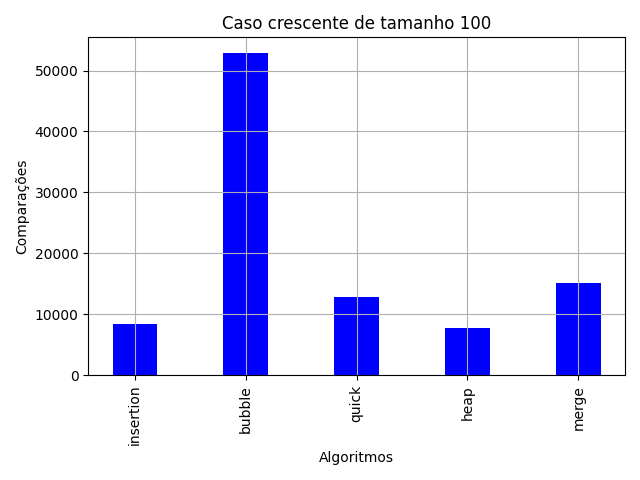 Caso crescente de tamanho 100
Comparações
50000
40000
30000
20000
10000
0
insertion
bubble
quick
heap
merge
Algoritmos